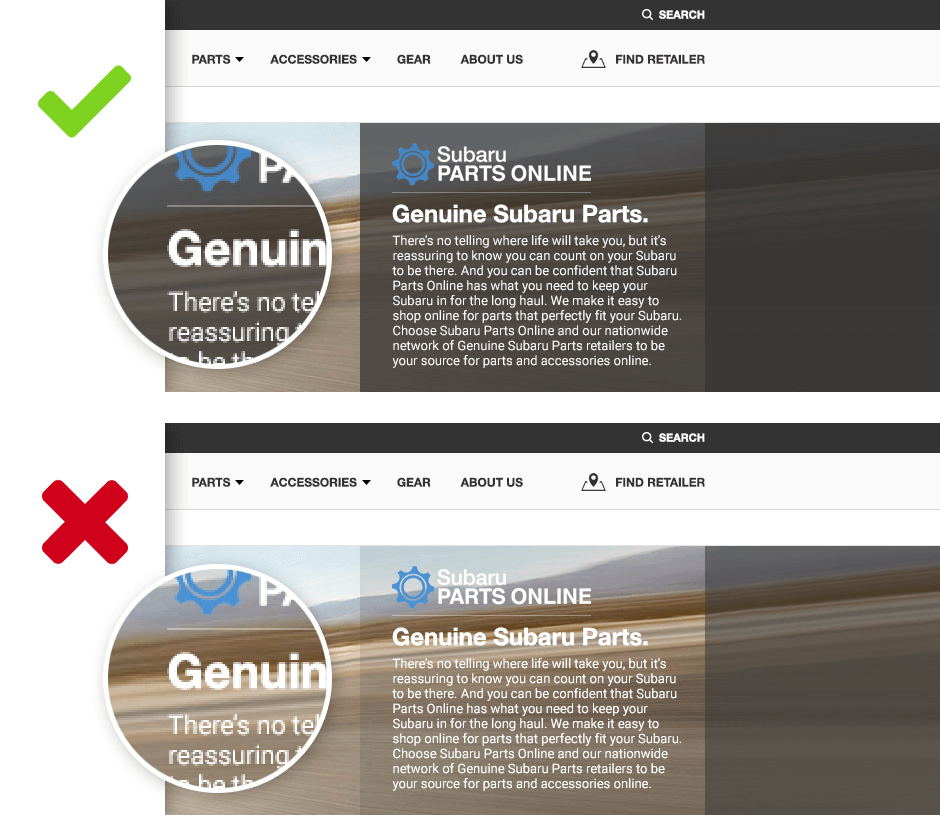 SEARCH
PARTS ACCESSORIES GEAR ABOUT US FIND RETAILER
Subaru
PARTS ONLINE
Genuine Subaru Parts.
There's no telling where life will take you, but it's
reassuring to know you can count on your Subaru
to be there. And you can be confident that Subaru
Parts Online has what you need to keep your
Subaru in for the long haul. We make it easy to
shop online for parts that perfectly fit your Subaru.
Choose Subaru Parts Online and our nationwide
network of Genuine Subaru Parts retailers to be
your source for parts and accessories online.
PA
Genuin
There's no tel
reassuring t
to be the
SEARCH
PARTS ACCESSORIES GEAR ABOUT US FIND RETAILER
Subaru
PARTS ONLINE
Genuine Subaru Parts.
There's no telling where life will take you, but it's
reassuring to know you can count on your Subaru
to be there. And you can be confident that Subaru
Parts Online has what you need to keep your
Subaru in for the long haul. We make it easy to
shop online for parts that perfectly fit your Subaru.
Choose Subaru Parts Online and our nationwide
network of Genuine Subaru Parts retailers to be
your source for parts and accessories online.
PA
Genuin
There's no tel
reassuring t
to be the